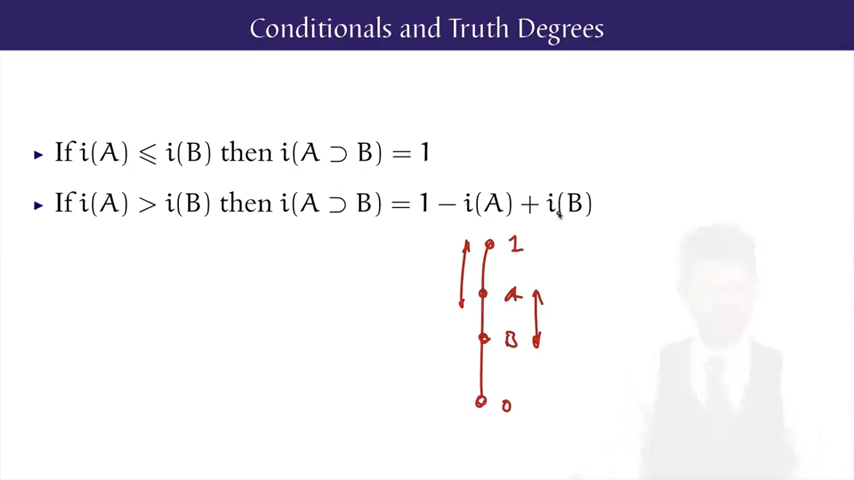 Conditionals and Truth Degrees
▸ If i(A) ⩽ i(B) then i(A ⊃ B) = 1
▸ If i(A) > i(B) then i(A ⊃ B) = 1 − i(A) + i(B)
1
A
B
0